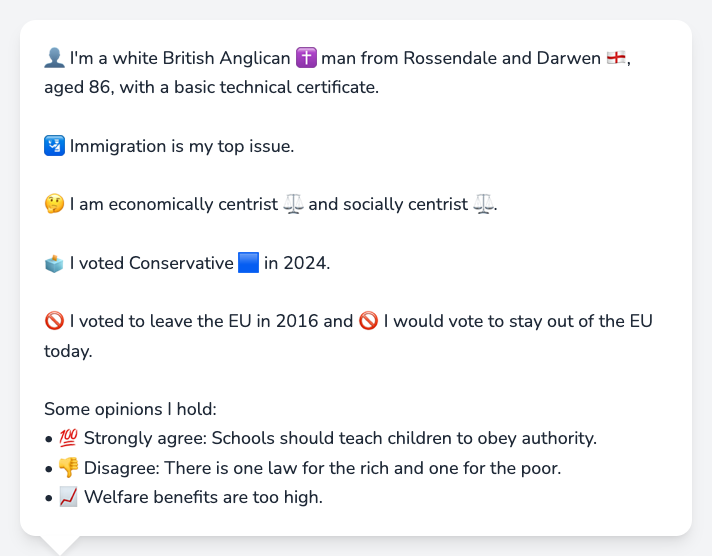 👤 I'm a white British Anglican ✝️ man from Rossendale and Darwen 🏴󠁧󠁢󠁥󠁮󠁧󠁿,
aged 86, with a basic technical certificate.
🛂 Immigration is my top issue.
🤔 I am economically centrist ⚖️ and socially centrist ⚖️.
🗳️ I voted Conservative 🟦 in 2024.
🚫 I voted to leave the EU in 2016 and 🚫 I would vote to stay out of the EU
today.
Some opinions I hold:
• 💯 Strongly agree: Schools should teach children to obey authority.
• 👎 Disagree: There is one law for the rich and one for the poor.
• 📈 Welfare benefits are too high.